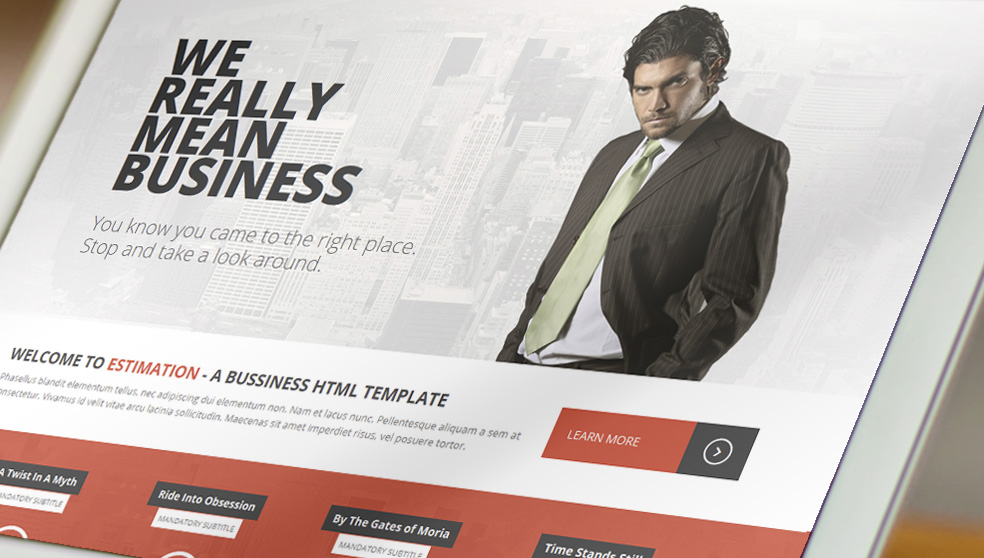 WE
REALLY
MEAN
BUSINESS
You know you came to the right place.
Stop and take a look around.
WELCOME TO ESTIMATION - A BUSSINESS HTML TEMPLATE
Phasellus blandit elementum tellus, nec adipiscing dui elementum non. Nam et lacus nunc. Pellentesque aliquam a sem at
consectetur. Vivamus id velit vitae arcu lacinia sollicitudin. Maecenas sit amet imperdiet risus, vel posuere tortor.
LEARN MORE
A Twist In A Myth
MANDATORY SUBTITLE
Ride Into Obsession
MANDATORY SUBTITLE
By The Gates of Moria
MANDATORY SUBTITLE
Time Stands Still